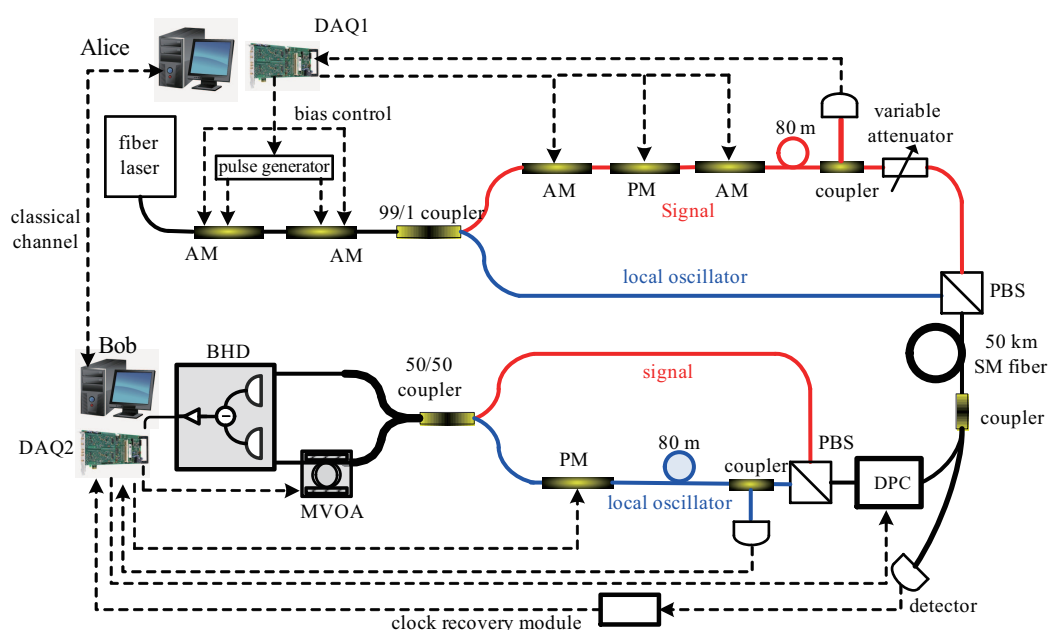 DAQ1
Alice
fiber
laser
bias control
pulse generator
80 m
variable
attenuator
AM
PM
AM
coupler
classical
channel
99/1 coupler
Signal
AM
AM
local oscillator
PBS
Bob
BHD
50/50
coupler
signal
50 km
SM fiber
coupler
DAQ2
PM
80 m
coupler
PBS
DPC
MVOA
local oscillator
detector
clock recovery module